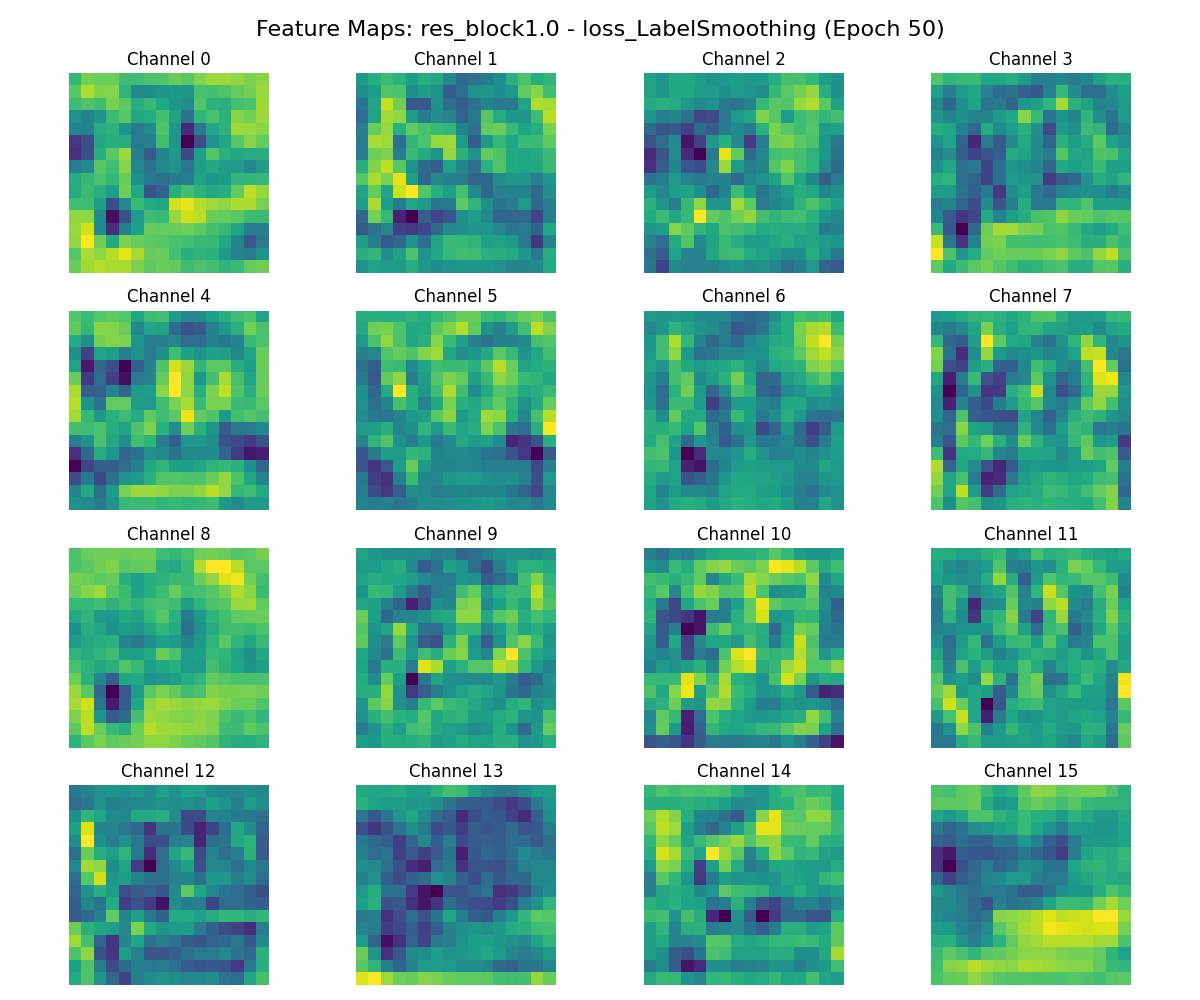 Feature Maps: res_block1.0 - loss_LabelSmoothing (Epoch 50)
Channel 0
Channel 1
Channel 2
Channel 3
Channel 4
Channel 5
Channel 6
Channel 7
Channel 8
Channel 9
Channel 10
Channel 11
Channel 12
Channel 13
Channel 14
Channel 15